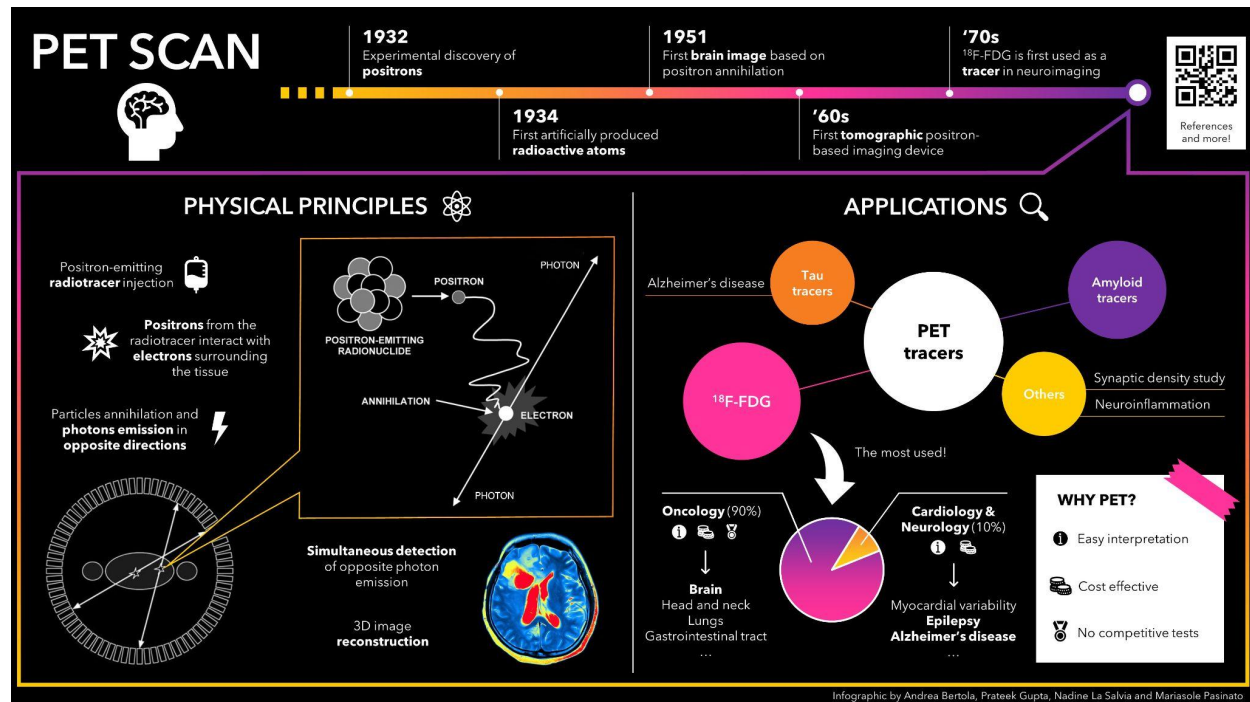 PET SCAN
1932
Experimental discovery of
positrons
1934
First artificially produced
radioactive atoms
1951
First brain image based on
positron annihilation
'60s
First tomographic positron-
based imaging device
'70s
¹⁸F-FDG is first used as a
tracer in neuroimaging
References
and more!
PHYSICAL PRINCIPLES
Positron-emitting
radiotracer injection
Positrons from the
radiotracer interact with
electrons surrounding
the tissue
Particles annihilation and
photons emission in
opposite directions
POSITRON-EMITTING
RADIONUCLIDE
POSITRON
PHOTON
ANNIHILATION
ELECTRON
PHOTON
Simultaneous detection
of opposite photon
emission
3D image
reconstruction
APPLICATIONS
Alzheimer's disease
Tau
tracers
PET
tracers
Amyloid
tracers
¹⁸F-FDG
Others
Synaptic density study
Neuroinflammation
The most used!
Oncology (90%)
Brain
Head and neck
Lungs
Gastrointestinal tract
...
Cardiology &
Neurology (10%)
Myocardial variability
Epilepsy
Alzheimer's disease
...
WHY PET?
Easy interpretation
Cost effective
No competitive tests
Infographic by Andrea Bertola, Prateek Gupta, Nadine La Salvia and Mariasole Pasinato